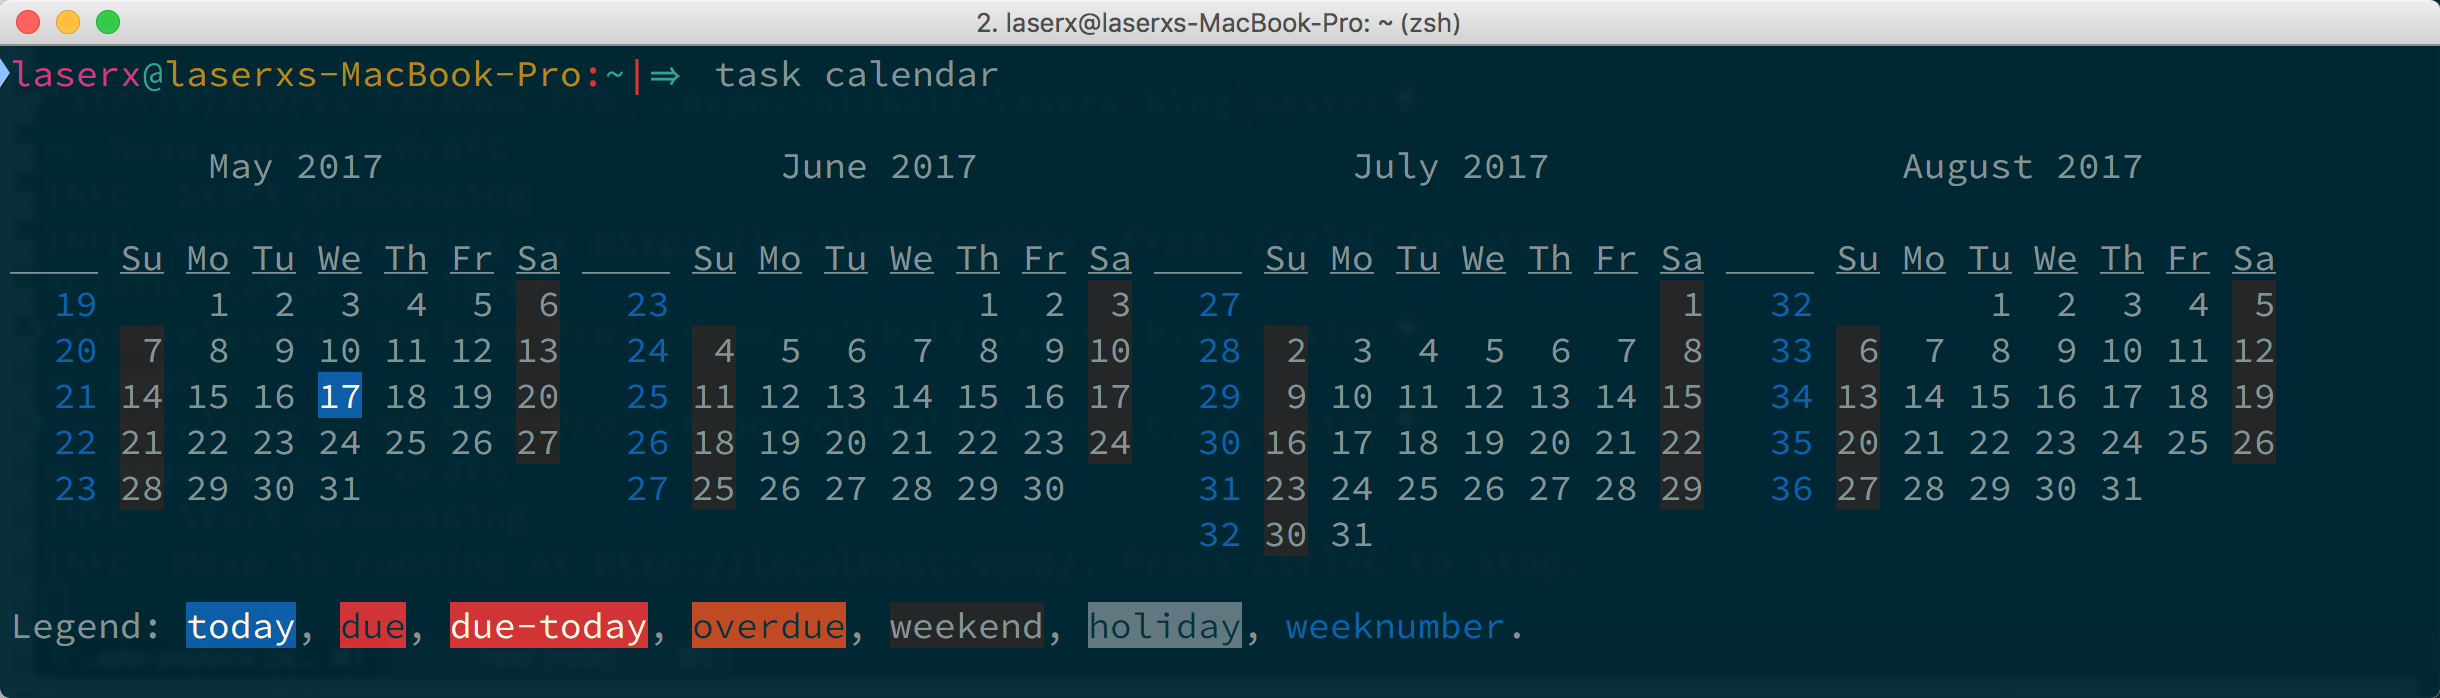 2. laserx@laserxs-MacBook-Pro: ~ (zsh)
laserx@laserxs-MacBook-Pro:~|⇒ task calendar
May 2017 June 2017 July 2017 August 2017
Su Mo Tu We Th Fr Sa Su Mo Tu We Th Fr Sa Su Mo Tu We Th Fr Sa Su Mo Tu We Th Fr Sa
19 1 2 3 4 5 6 23 1 2 3 27 1 32 1 2 3 4 5
20 7 8 9 10 11 12 13 24 4 5 6 7 8 9 10 28 2 3 4 5 6 7 8 33 6 7 8 9 10 11 12
21 14 15 16 17 18 19 20 25 11 12 13 14 15 16 17 29 9 10 11 12 13 14 15 34 13 14 15 16 17 18 19
22 21 22 23 24 25 26 27 26 18 19 20 21 22 23 24 30 16 17 18 19 20 21 22 35 20 21 22 23 24 25 26
23 28 29 30 31 27 25 26 27 28 29 30 31 23 24 25 26 27 28 29 36 27 28 29 30 31
32 30 31
Legend: today, due, due-today, overdue, weekend, holiday, weeknumber.